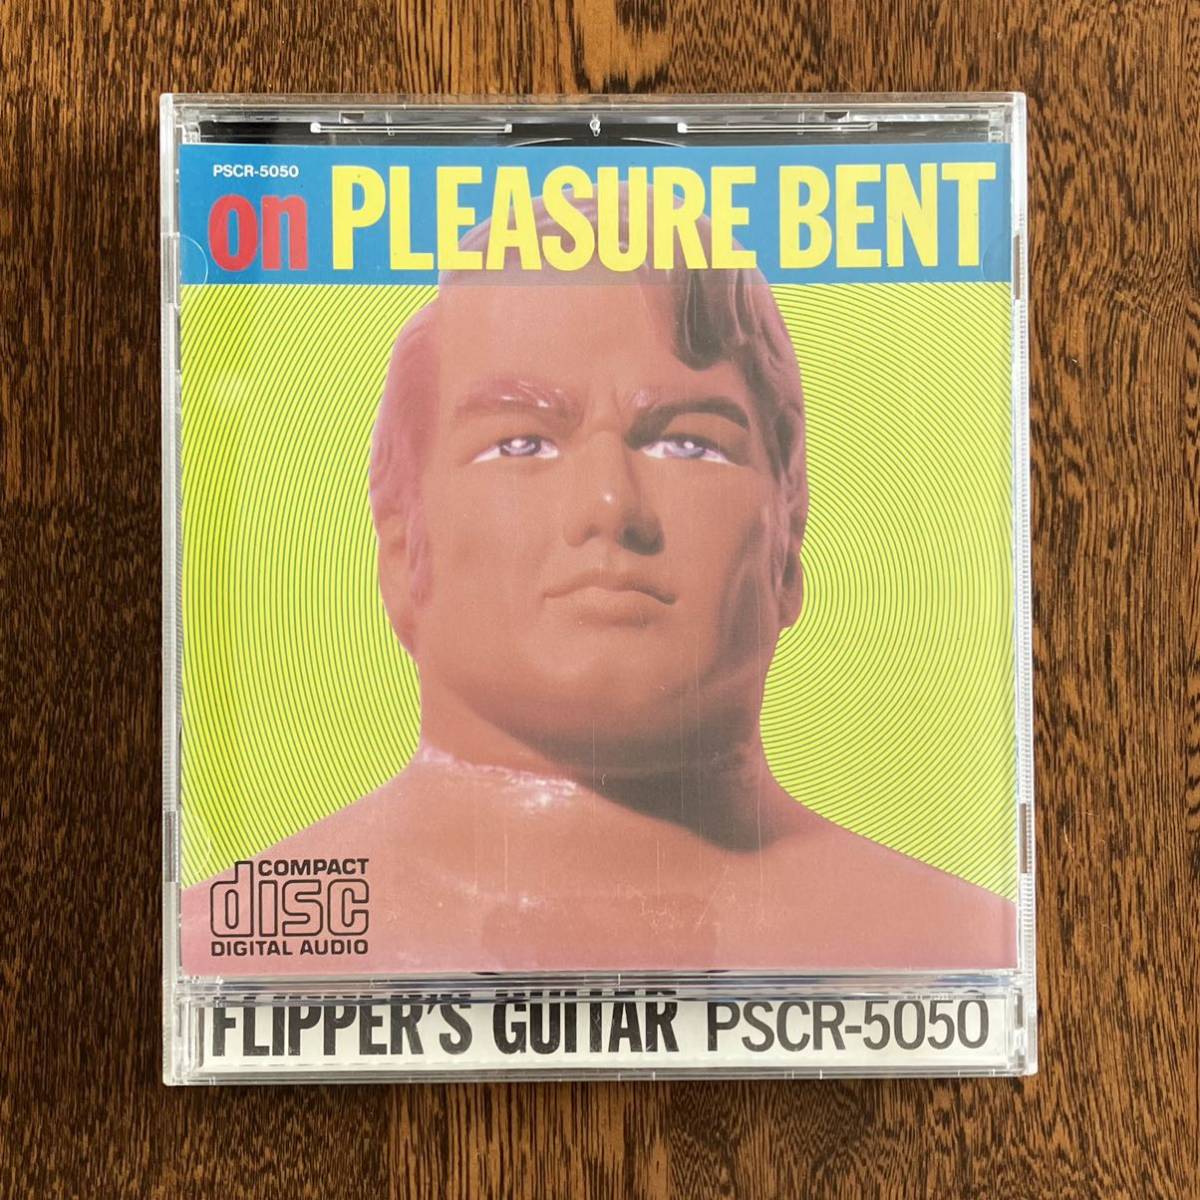 PSCR-5050
on PLEASURE BENT
COMPACT
disc
DIGITAL AUDIO
FLIPPER'S GUITAR PSCR-5050